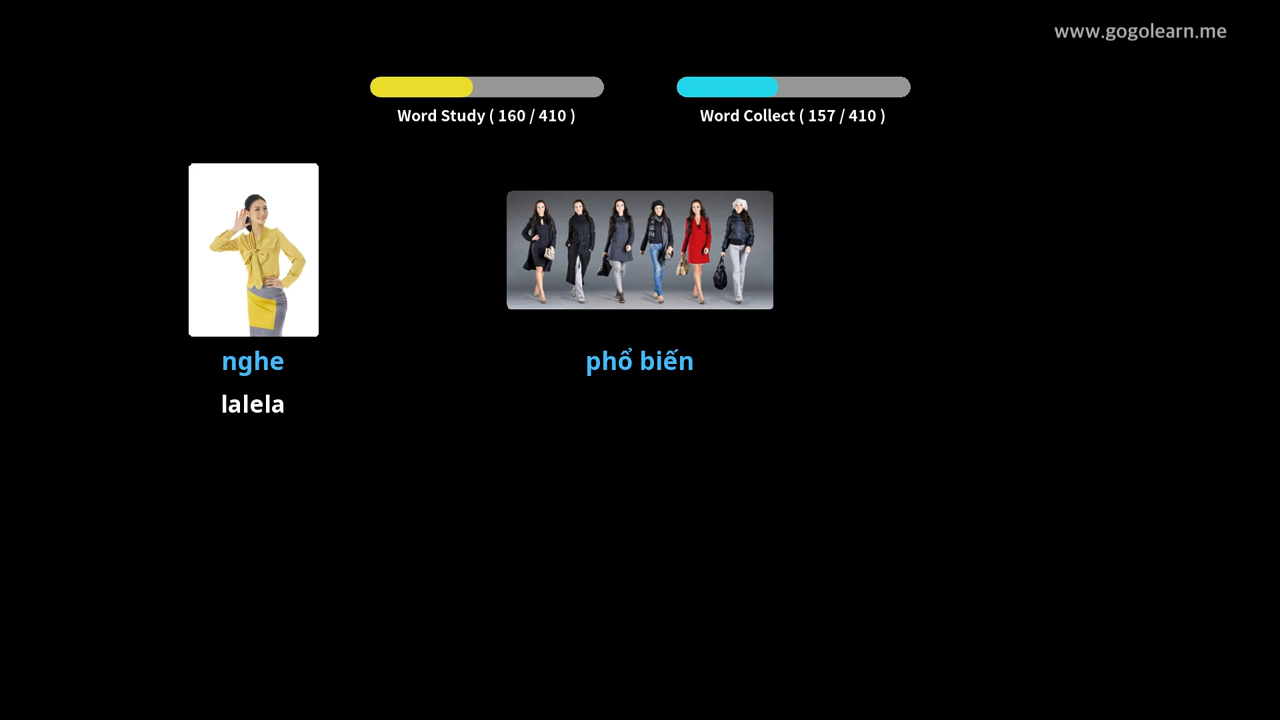 www.gogolearn.me
Word Study ( 160 / 410 )
Word Collect ( 157 / 410 )
nghe
lalela
phổ biến